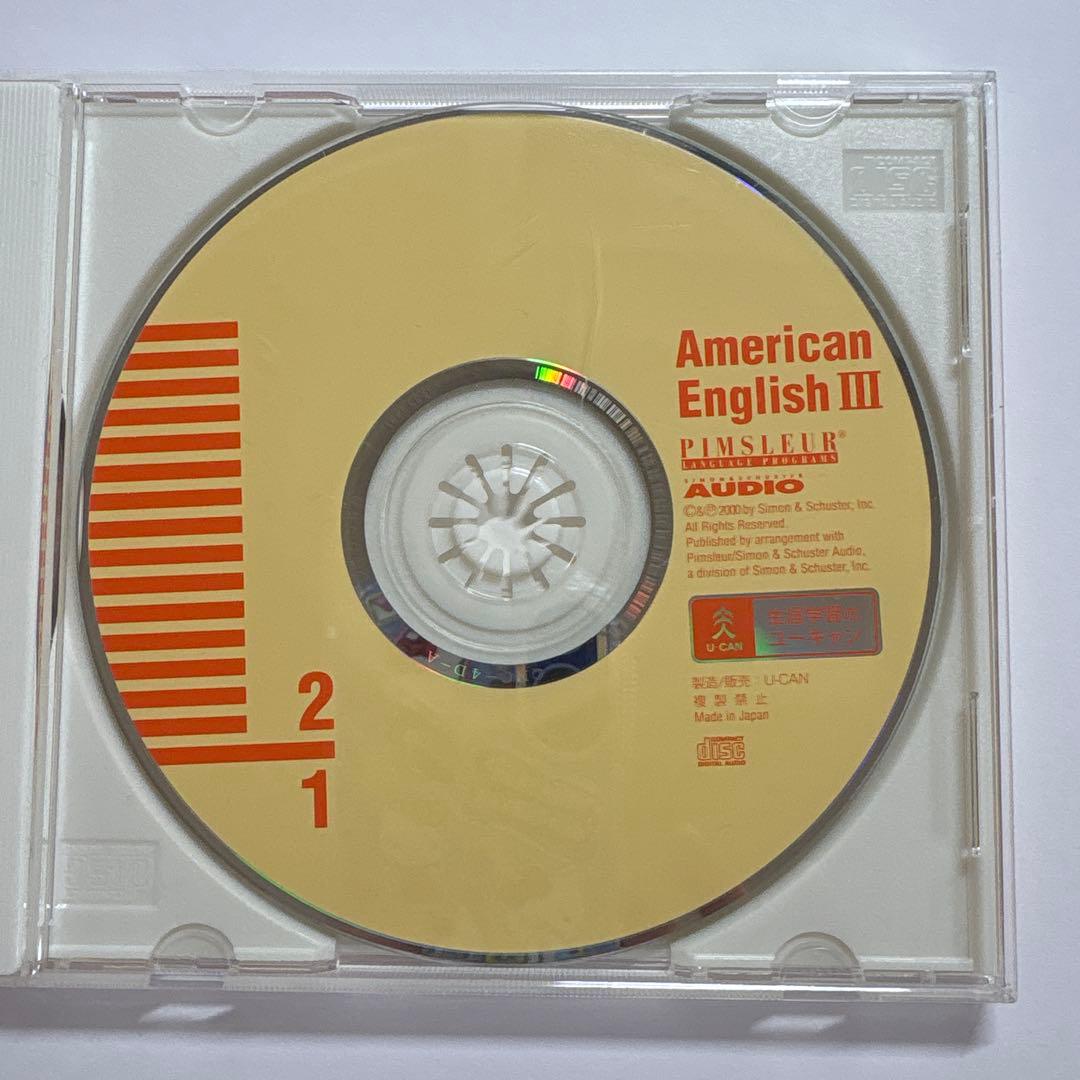 American
English III
PIMSLEUR®
LANGUAGE PROGRAMS
SIMON & SCHUSTER
AUDIO
©&℗ 2000 by Simon & Schuster, Inc.
All Rights Reserved.
Published by arrangement with
Pimsleur/Simon & Schuster Audio,
a division of Simon & Schuster, Inc.
U-CAN
生涯学習の
ユーキャン
製造/販売：U-CAN
複製禁止
Made in Japan
COMPACT
disc
DIGITAL AUDIO
2
1
4D-A
COMPACT
disc